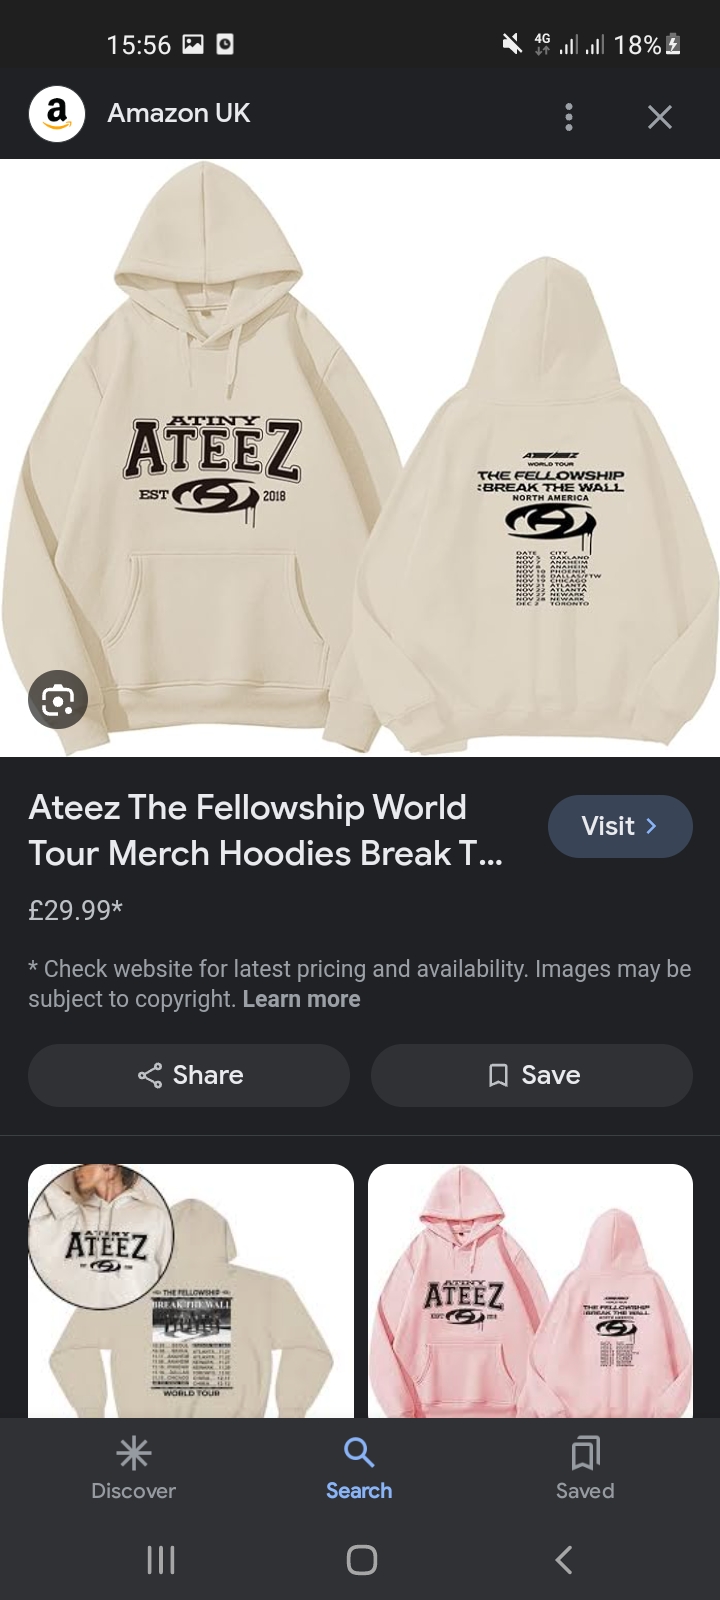 15:56
4G
18%
a
Amazon UK
ATINY
ATEEZ
EST 2018
WORLD TOUR
THE FELLOWSHIP
:BREAK THE WALL
NORTH AMERICA
DATE CITY
NOV 5 OAKLAND
NOV 7 ANAHEIM
NOV 8 ANAHEIM
NOV 10 PHOENIX
NOV 16 DALLAS/FTW
NOV 19 CHICAGO
NOV 21 ATLANTA
NOV 22 ATLANTA
NOV 27 NEWARK
NOV 28 NEWARK
DEC 2 TORONTO
Ateez The Fellowship World
Tour Merch Hoodies Break T...
Visit
£29.99*
* Check website for latest pricing and availability. Images may be
subject to copyright. Learn more
Share
Save
ATINY
ATEEZ
THE FELLOWSHIP
BREAK THE WALL
WORLD TOUR
ATINY
ATEEZ
EST 2018
THE FELLOWSHIP
:BREAK THE WALL
NORTH AMERICA
Discover
Search
Saved